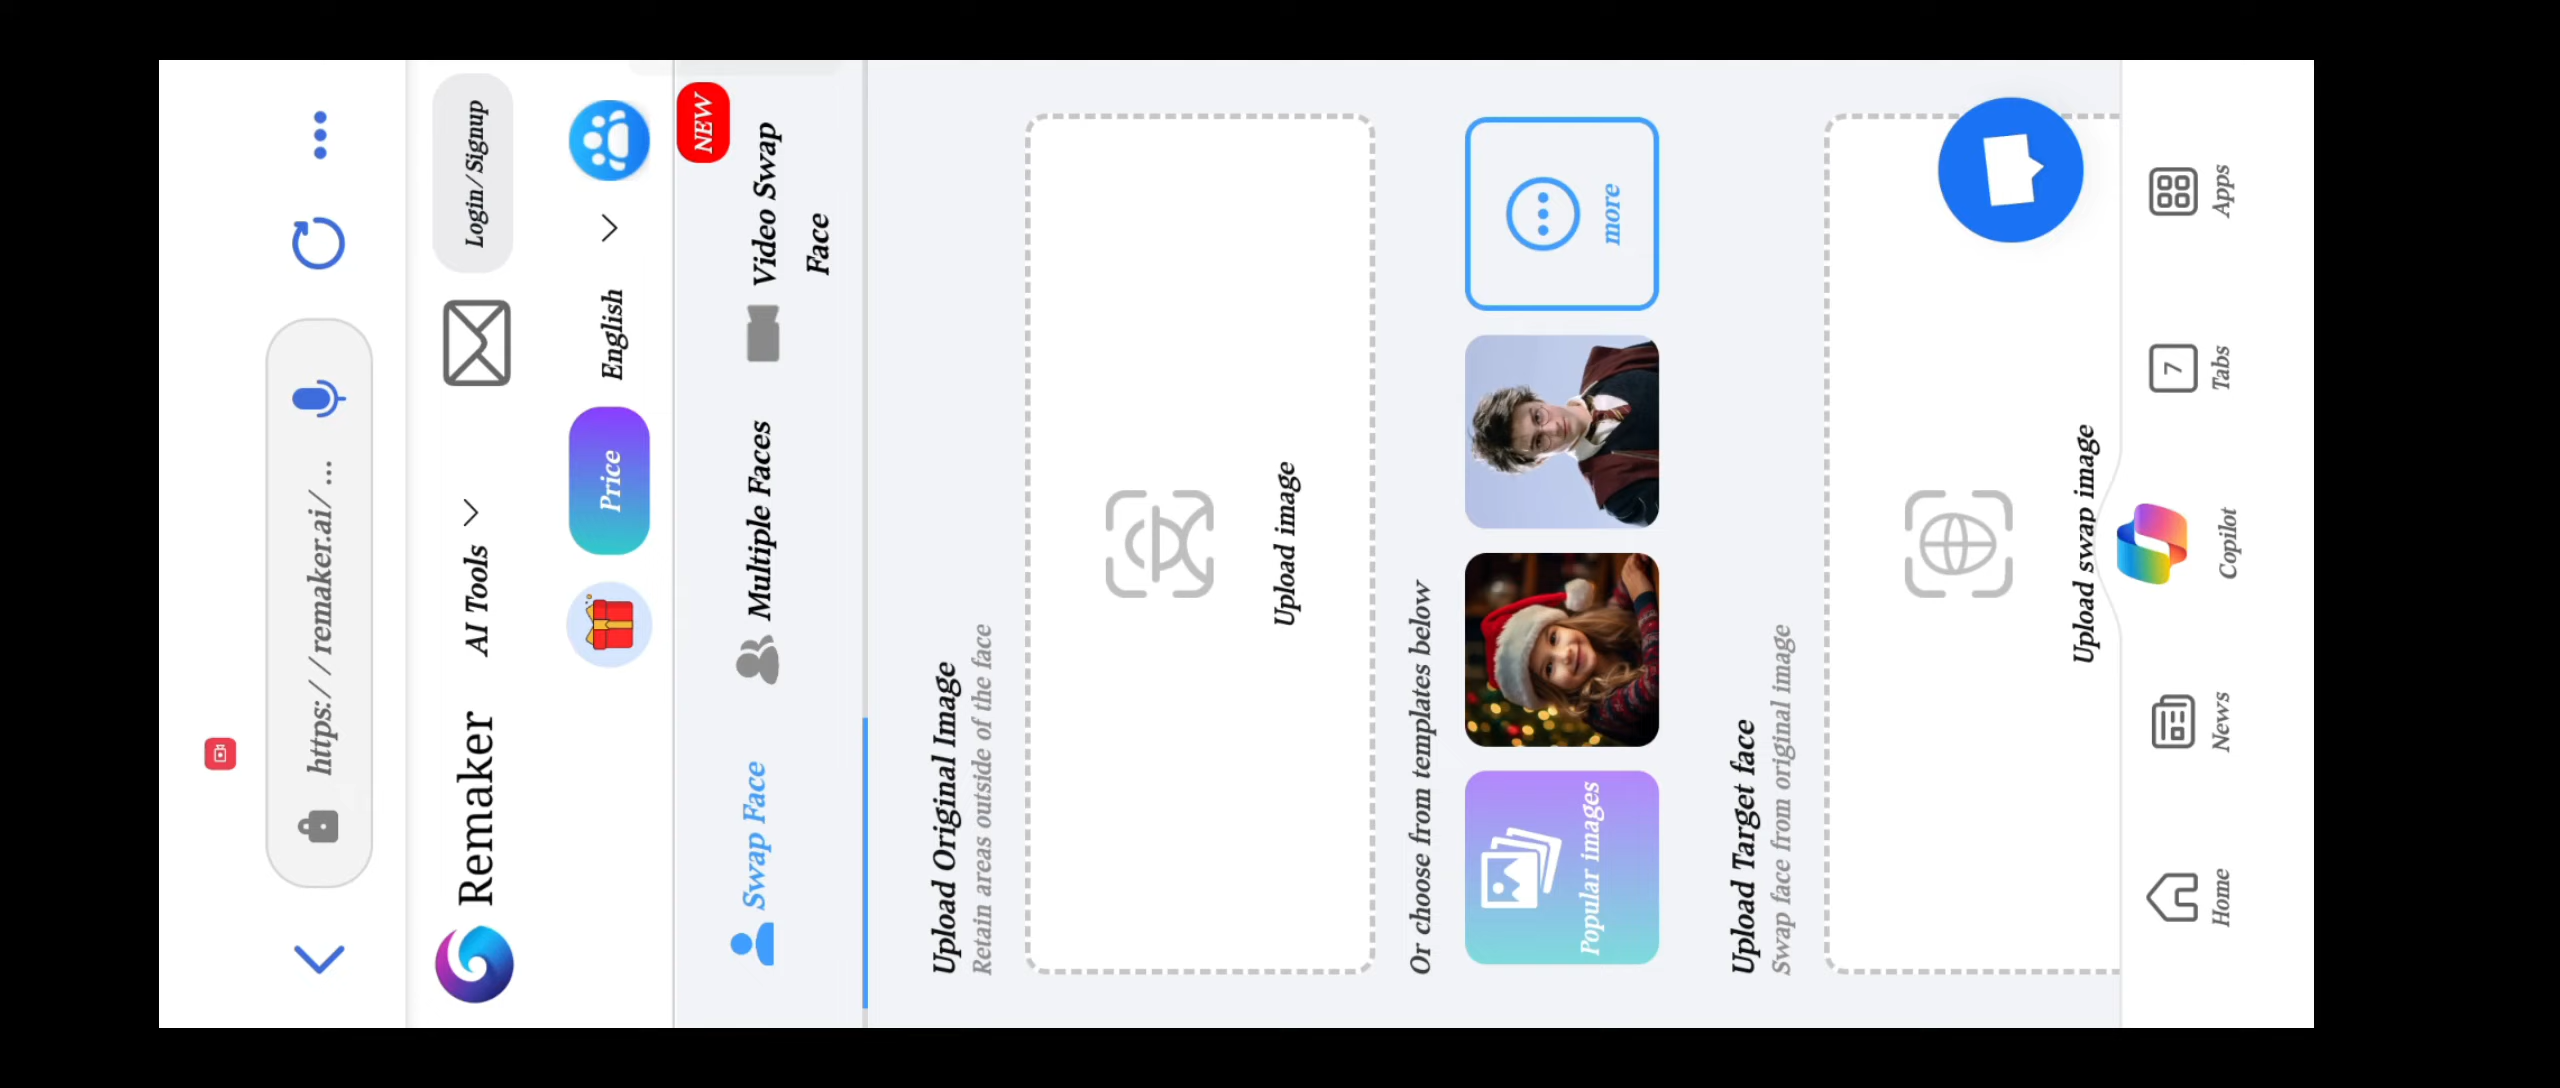 https://remaker.ai/...
Remaker
AI Tools
Login/Signup
Price
English
NEW
Swap Face
Multiple Faces
Video Swap
Face
Upload Original Image
Retain areas outside of the face
Upload image
Or choose from templates below
Popular images
more
Upload Target face
Swap face from original image
Upload swap image
Home
News
Copilot
7
Tabs
Apps